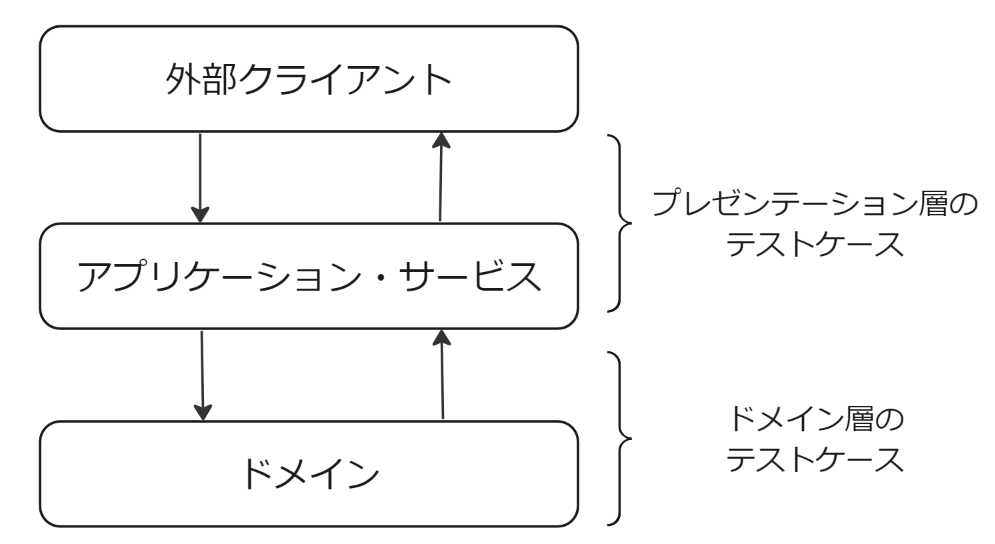 外部クライアント
プレゼンテーション層の
テストケース
アプリケーション・サービス
ドメイン層の
テストケース
ドメイン